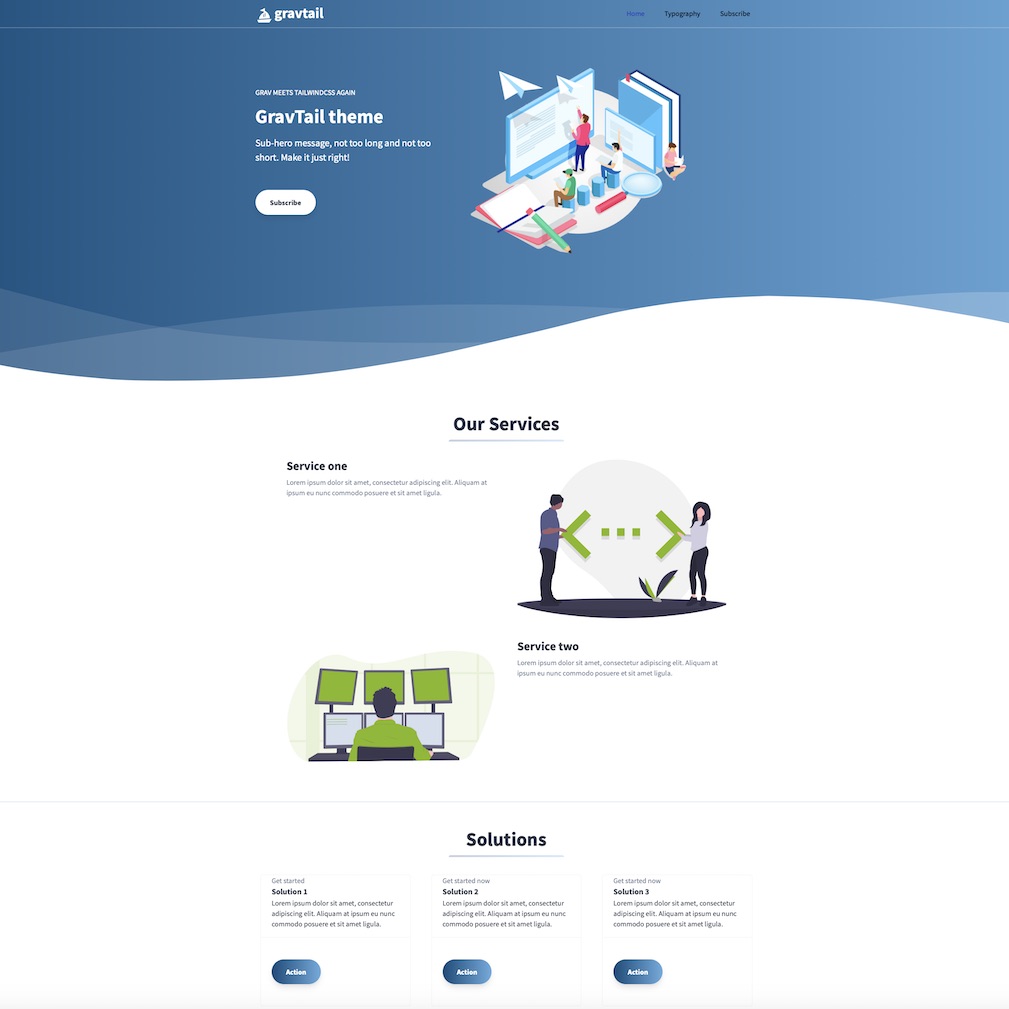 gravtail
Home Typography Subscribe
GRAV MEETS TAILWINDCSS AGAIN
GravTail theme
Sub-hero message, not too long and not too
short. Make it just right!
Subscribe
Our Services
Service one
Lorem ipsum dolor sit amet, consectetur adipiscing elit. Aliquam at
ipsum eu nunc commodo posuere et sit amet ligula.
Service two
Lorem ipsum dolor sit amet, consectetur adipiscing elit. Aliquam at
ipsum eu nunc commodo posuere et sit amet ligula.
Solutions
Get started
Solution 1
Lorem ipsum dolor sit amet, consectetur
adipiscing elit. Aliquam at ipsum eu nunc
commodo posuere et sit amet ligula.
Action
Get started now
Solution 2
Lorem ipsum dolor sit amet, consectetur
adipiscing elit. Aliquam at ipsum eu nunc
commodo posuere et sit amet ligula.
Action
Get started now
Solution 3
Lorem ipsum dolor sit amet, consectetur
adipiscing elit. Aliquam at ipsum eu nunc
commodo posuere et sit amet ligula.
Action